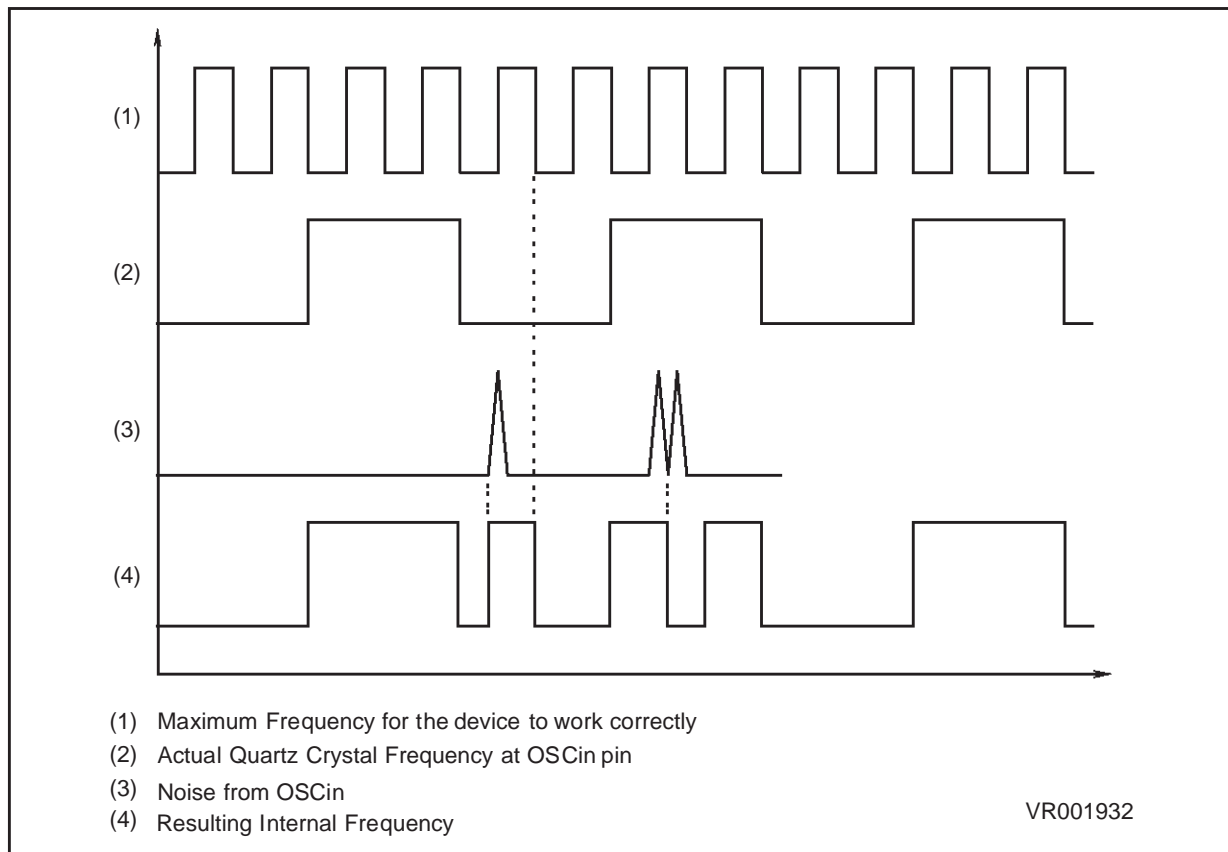 (1)
(2)
(3)
(4)
(1) Maximum Frequency for the device to work correctly
(2) Actual Quartz Crystal Frequency at OSCin pin
(3) Noise from OSCin
(4) Resulting Internal Frequency
VR001932